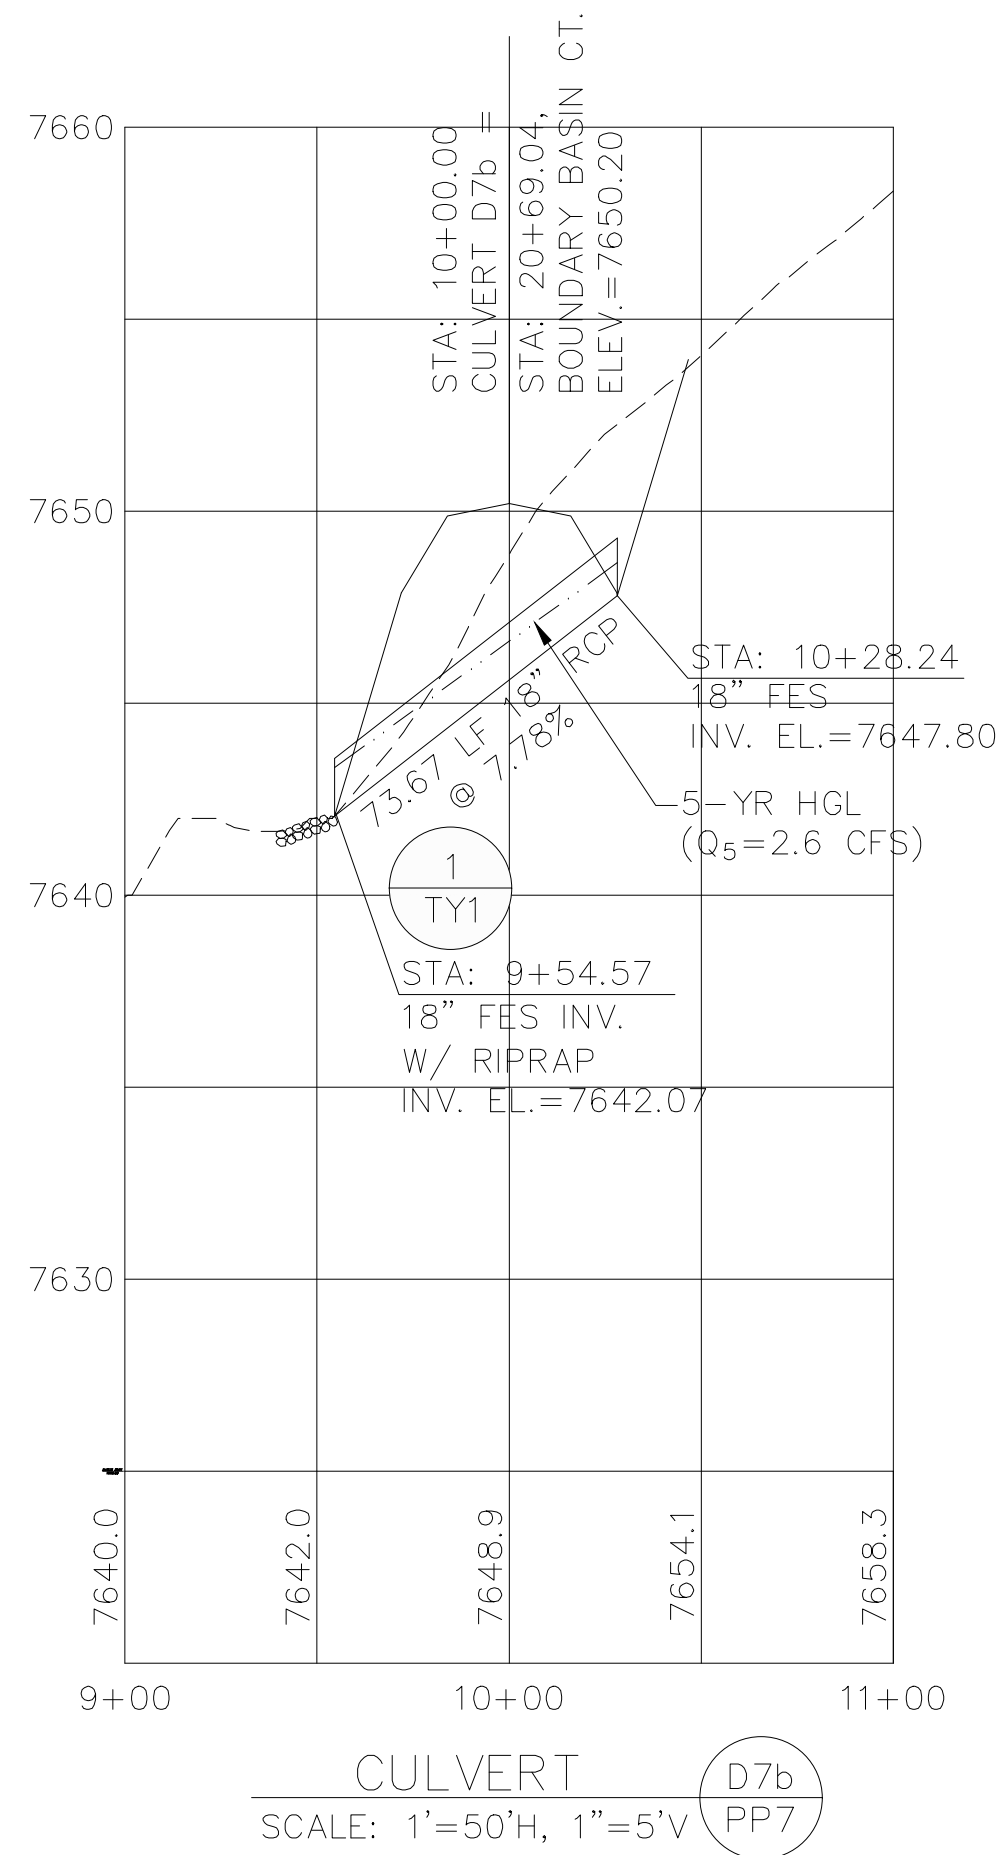 STA: 10+00.00
CULVERT D7b =
STA: 20+69.04,
BOUNDARY BASIN CT.
ELEV.=7650.20
7660
7650
7640
7630
STA: 10+28.24
18” FES
INV. EL.=7647.80
73.67 LF 18” RCP
@ 7.78%
5-YR HGL
(Q₅=2.6 CFS)
1
TY1
STA: 9+54.57
18” FES INV.
W/ RIPRAP
INV. EL.=7642.07
7640.0
7642.0
7648.9
7654.1
7658.3
9+00
10+00
11+00
CULVERT
SCALE: 1'=50'H, 1”=5'V
D7b
PP7